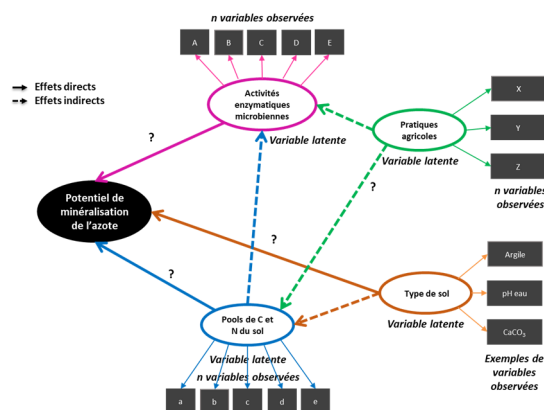 n variables observées
A
B
C
D
E
Effets directs
Effets indirects
Activités
enzymatiques
microbiennes
Variable latente
Pratiques
agricoles
Variable latente
X
Y
Z
n variables
observées
?
?
?
?
Potentiel de
minéralisation
de l'azote
Pools de C et
N du sol
Variable latente
n variables observées
a
b
c
d
e
Type de sol
Variable latente
Argile
pH eau
CaCO₃
Exemples de
variables
observées